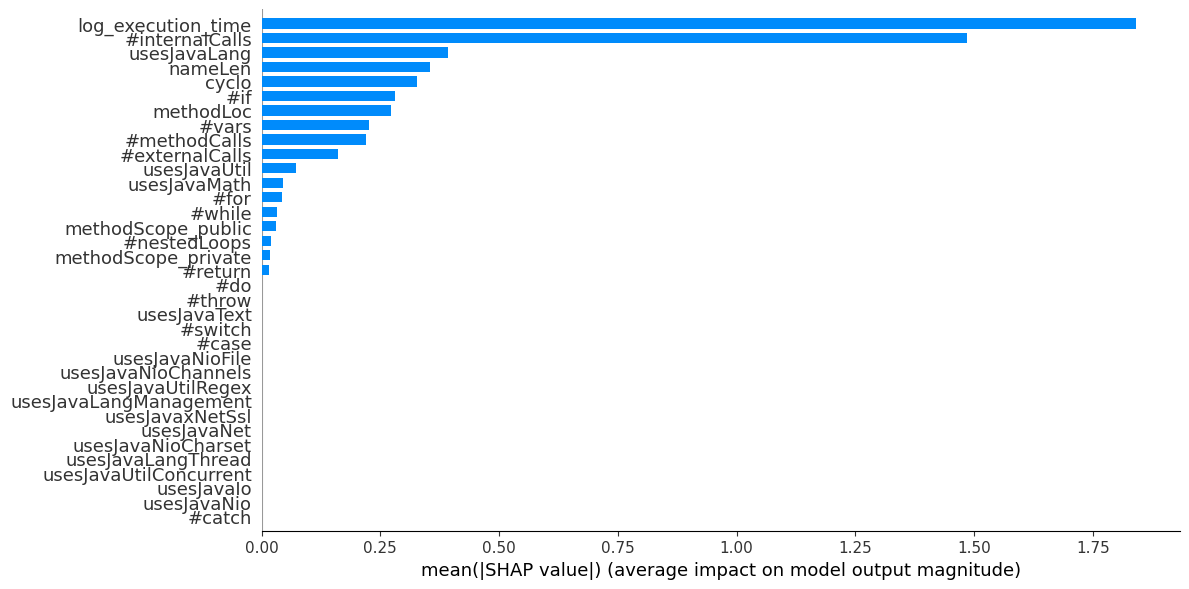 log_execution_time
#internalCalls
usesJavaLang
nameLen
cyclo
#if
methodLoc
#vars
#methodCalls
#externalCalls
usesJavaUtil
usesJavaMath
#for
#while
methodScope_public
#nestedLoops
methodScope_private
#return
#do
#throw
usesJavaText
#switch
#case
usesJavaNioFile
usesJavaNioChannels
usesJavaUtilRegex
usesJavaLangManagement
usesJavaxNetSsl
usesJavaNet
usesJavaNioCharset
usesJavaLangThread
usesJavaUtilConcurrent
usesJavaIo
usesJavaNio
#catch
0.00 0.25 0.50 0.75 1.00 1.25 1.50 1.75
mean(|SHAP value|) (average impact on model output magnitude)